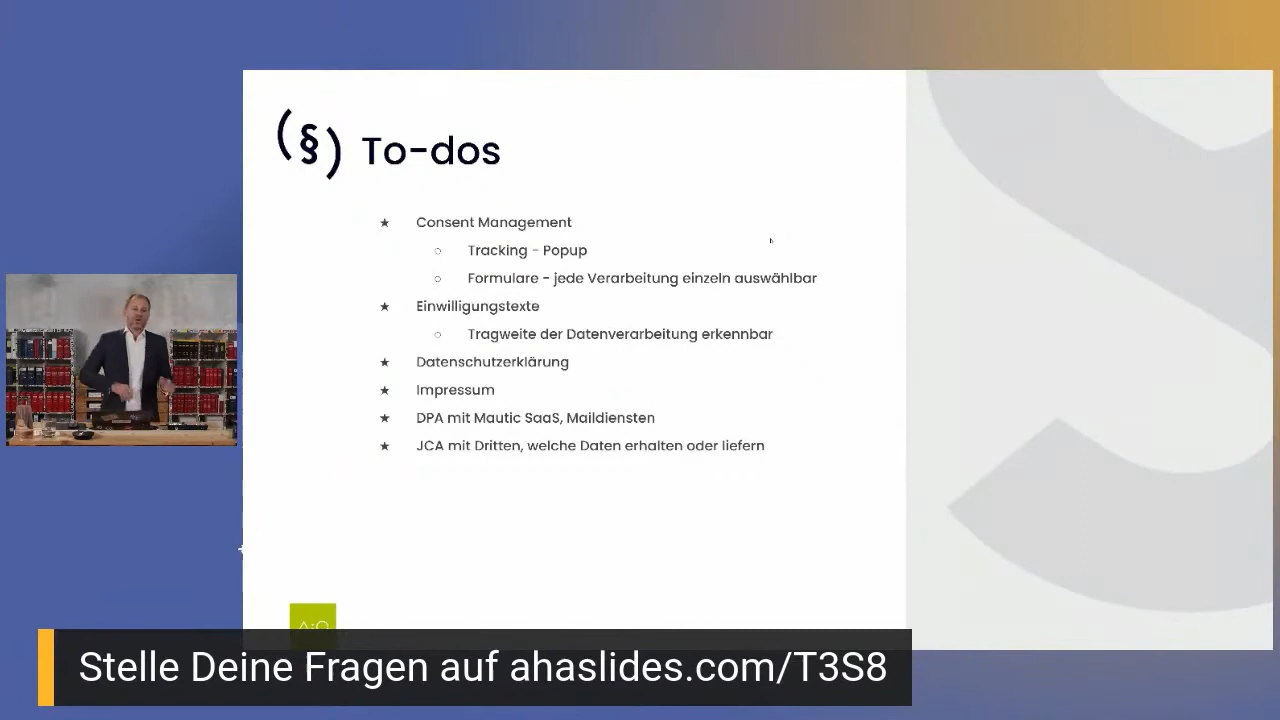 (§) To-dos
★ Consent Management
○ Tracking - Popup
○ Formulare - jede Verarbeitung einzeln auswählbar
★ Einwilligungstexte
○ Tragweite der Datenverarbeitung erkennbar
★ Datenschutzerklärung
★ Impressum
★ DPA mit Mautic SaaS, Maildiensten
★ JCA mit Dritten, welche Daten erhalten oder liefern
Stelle Deine Fragen auf ahaslides.com/T3S8